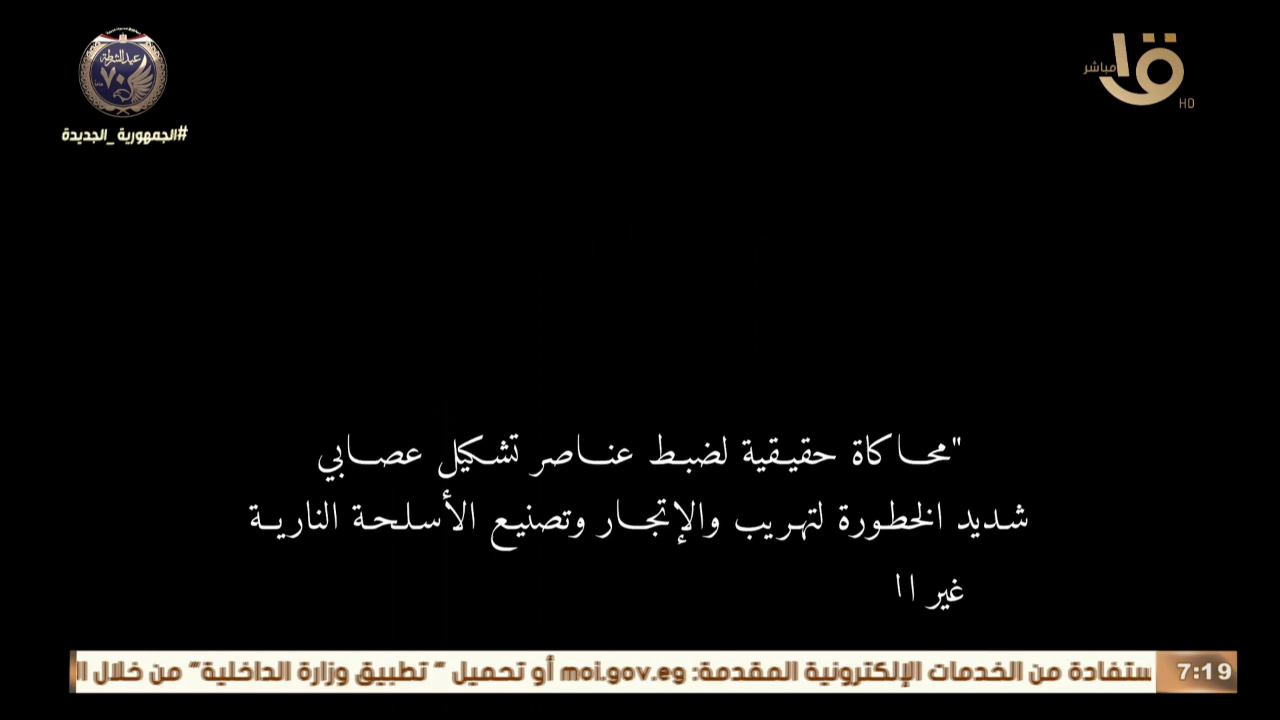 عيد الشرطة
٧٠
#الجمهورية_الجديدة
مباشر
HD
"محاكاة حقيقية لضبط عناصر تشكيل عصابي
شديد الخطورة لتهريب والإتجار وتصنيع الأسلحة النارية
غير ا ا
ستفادة من الخدمات الإلكترونية المقدمة: moi.gov.eg أو تحميل " تطبيق وزارة الداخلية" من خلال ال
7:19